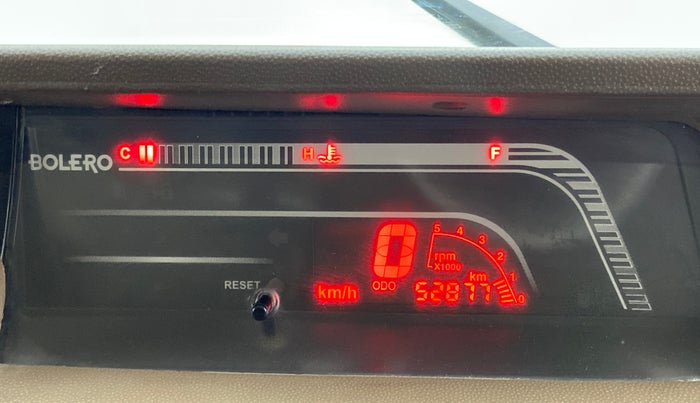 C H F
BOLERO
5 4 3 2 1 0
rpm
X1000
km
RESET
km/h
0
ODO 52877